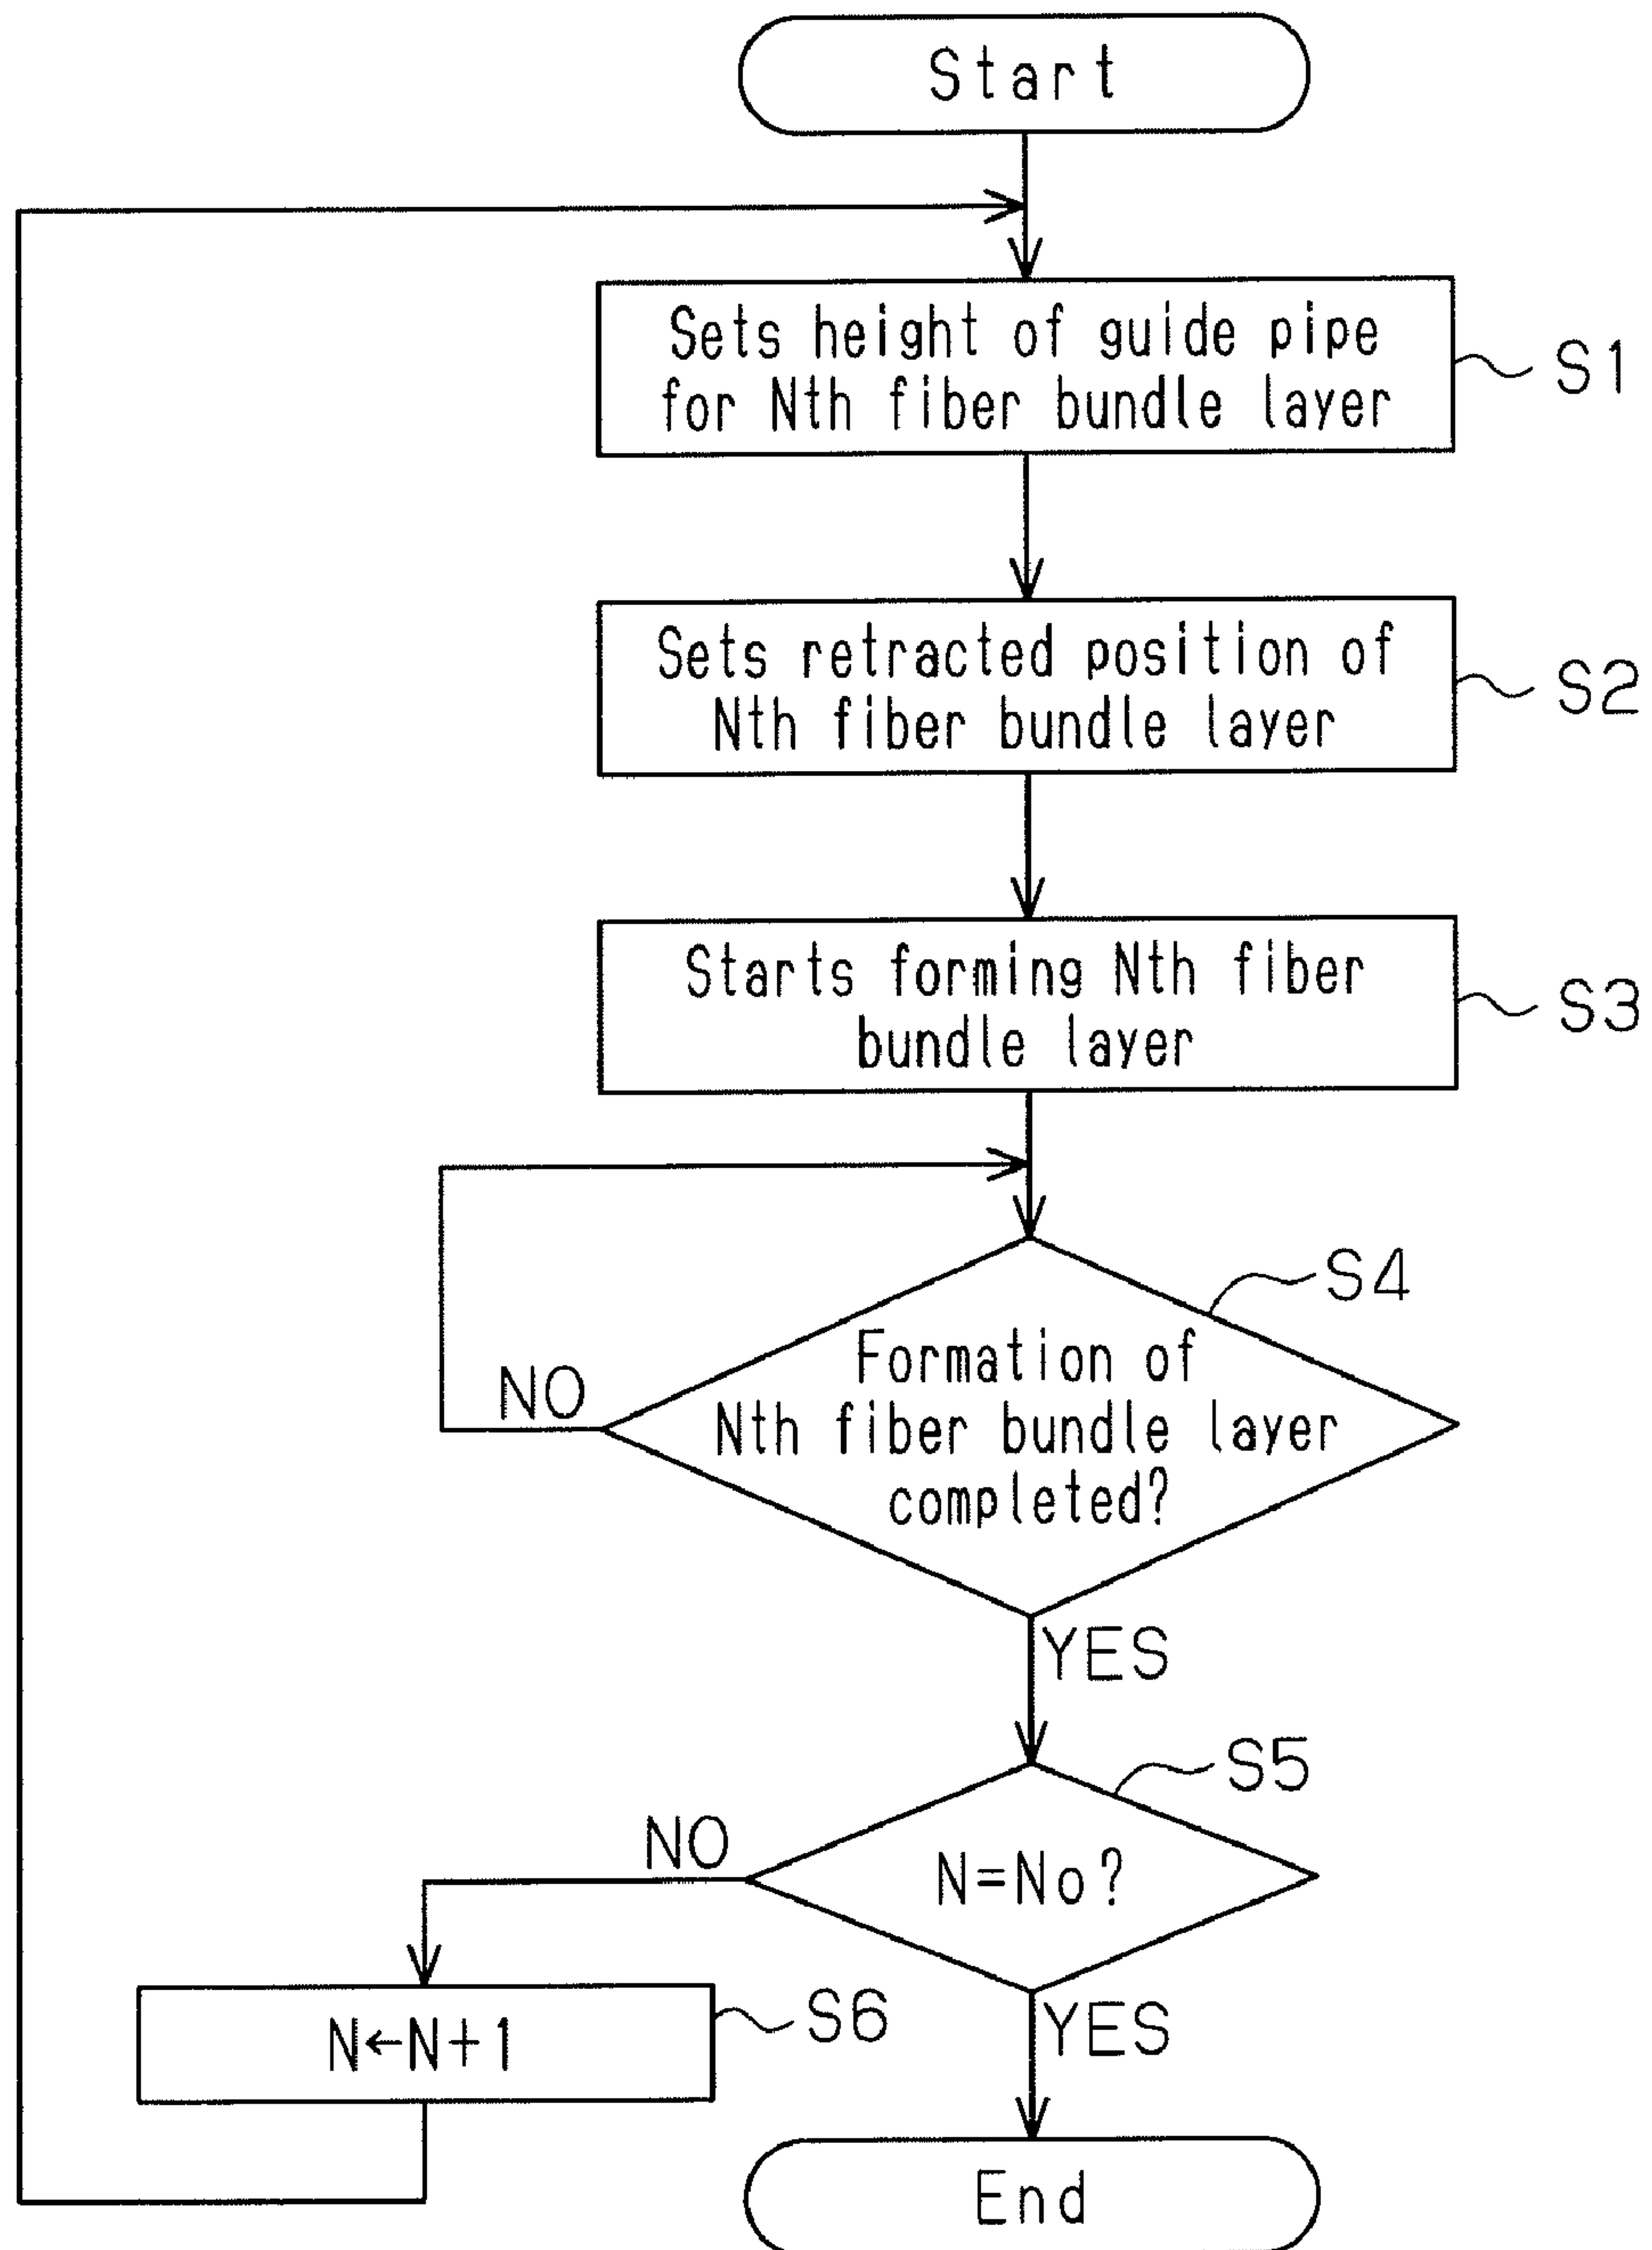 Start
Sets height of guide pipe
for Nth fiber bundle layer
S1
Sets retracted position of
Nth fiber bundle layer
S2
Starts forming Nth fiber
bundle layer
S3
S4
Formation of
Nth fiber bundle layer
completed?
NO
YES
S5
N=No?
NO
YES
N←N+1
S6
End